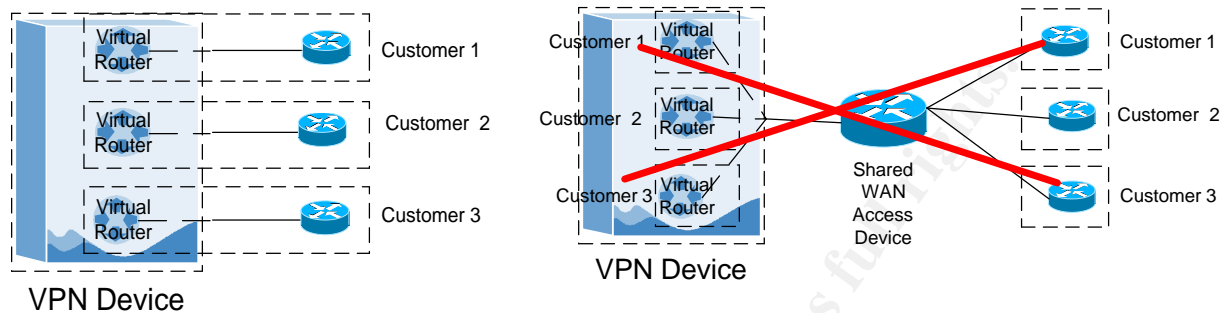 Virtual
Router
Customer 1
Virtual
Router
Customer 2
Virtual
Router
Customer 3
VPN Device
Customer 1
Virtual
Router
Customer 2
Virtual
Router
Customer 3
Virtual
Router
VPN Device
Shared
WAN
Access
Device
Customer 1
Customer 2
Customer 3
s full rights